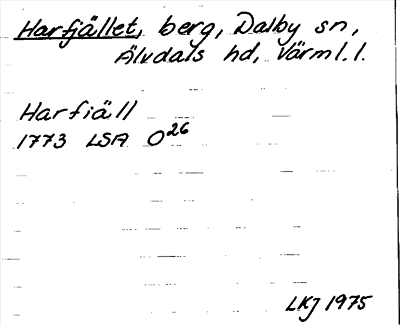 Harfjället, berg, Dalby sn,
Älvdals hd, Värml. l.
Harfiäll
1773 LSA O26
LKJ 1975